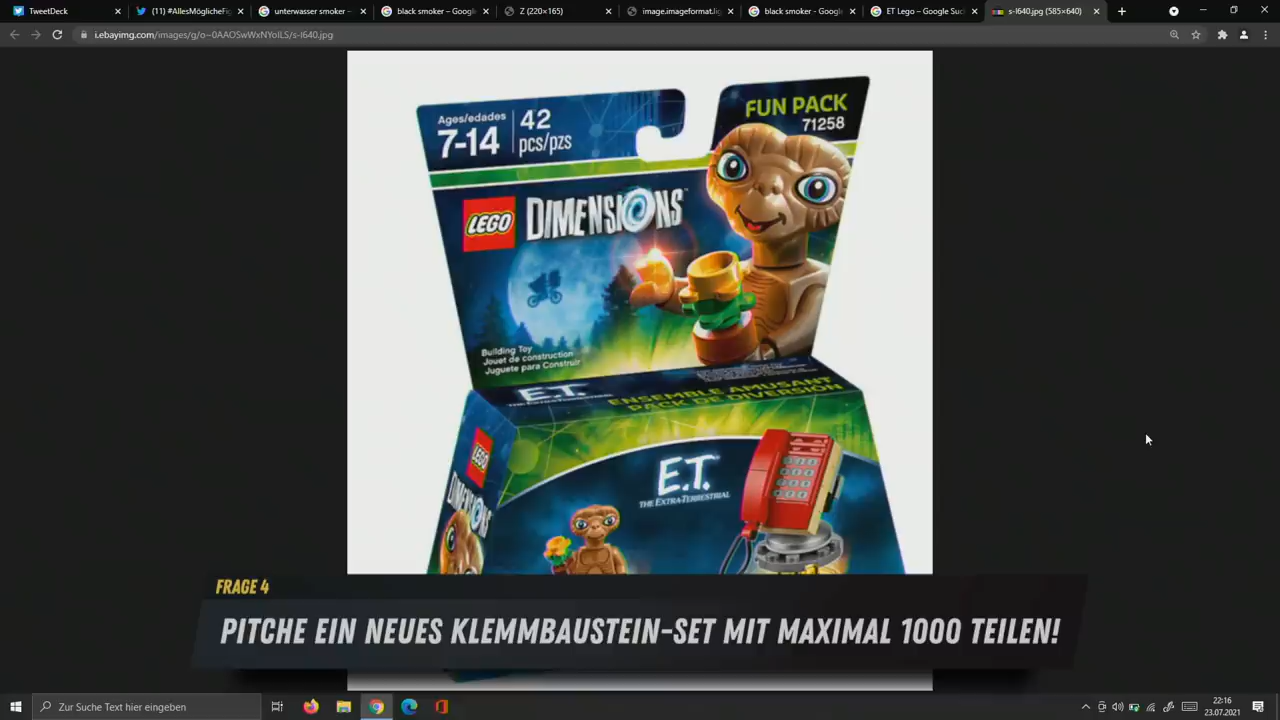 TweetDeck
(11) #AllesMöglicheFi
unterwasser smoker –
black smoker – Googl
Z (220×165)
image.imageformat.lig
black smoker – Googl
ET Lego – Google Suc
s-l640.jpg (585×640)
i.ebayimg.com/images/g/o~0AAOSwWxNYoILS/s-l640.jpg
Ages/edades
7-14
42
pcs/pzs
FUN PACK
71258
LEGO
DIMENSIONS
Building Toy
Jouet de construction
Juguete para Construir
E.T.
ENSEMBLE AMUSANT
PACK DE DIVERSIÓN
LEGO
DIMENSIONS
E.T.
THE EXTRA-TERRESTRIAL
FRAGE 4
PITCHE EIN NEUES KLEMMBAUSTEIN-SET MIT MAXIMAL 1000 TEILEN!
Zur Suche Text hier eingeben
22:16
23.07.2021